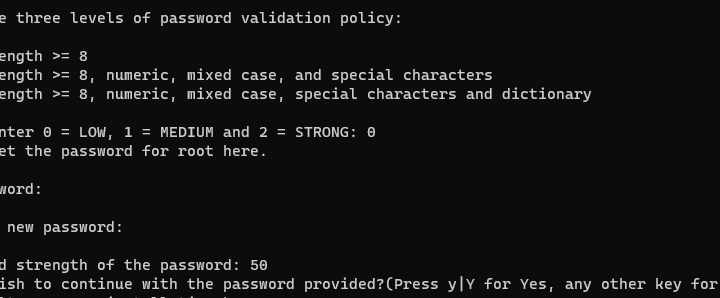 e three levels of password validation policy:
ength >= 8
ength >= 8, numeric, mixed case, and special characters
ength >= 8, numeric, mixed case, special characters and dictionary
nter 0 = LOW, 1 = MEDIUM and 2 = STRONG: 0
et the password for root here.
word:
new password:
d strength of the password: 50
ish to continue with the password provided?(Press y|Y for Yes, any other key for